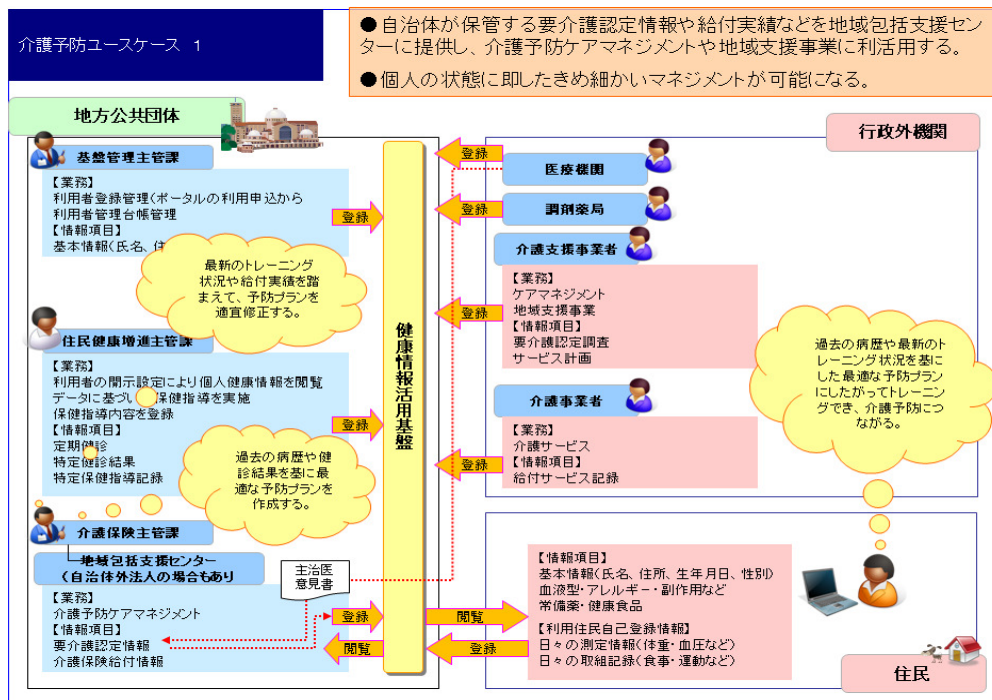 介護予防ユースケース 1
●自治体が保管する要介護認定情報や給付実績などを地域包括支援セン
ターに提供し、介護予防ケアマネジメントや地域支援事業に利活用する。
●個人の状態に即したきめ細かいマネジメントが可能になる。
地方公共団体
基盤管理主管課
【業務】
利用者登録管理(ポータルの利用申込から
利用者管理台帳管理
【情報項目】
基本情報(氏名、住
登録
最新のトレーニング
状況や給付実績を踏
まえて、予防プランを
適宜修正する。
住民健康増進主管課
【業務】
利用者の開示設定により個人健康情報を閲覧
データに基づい
保健指導を実施
保健指導内容を登録
【情報項目】
定期健診
特定健診結果
特定保健指導記録
登録
過去の病歴や健
診結果を基に最
適な予防プランを
作成する。
介護保険主管課
地域包括支援センター
(自治体外法人の場合もあり
【業務】
介護予防ケアマネジメント
【情報項目】
要介護認定情報
介護保険給付情報
主治医
意見書
登録
閲覧
健康情報活用基盤
行政外機関
登録
医療機関
登録
調剤薬局
介護支援事業者
【業務】
ケアマネジメント
地域支援事業
【情報項目】
要介護認定調査
サービス計画
登録
介護事業者
【業務】
介護サービス
【情報項目】
給付サービス記録
登録
過去の病歴や最新のト
レーニング状況を基に
した最適な予防プラン
にしたがってトレーニン
グでき、介護予防につ
ながる。
閲覧
登録
【情報項目】
基本情報(氏名、住所、生年月日、性別)
血液型・アレルギー・副作用など
常備薬・健康食品
【利用住民自己登録情報】
日々の測定情報(体重・血圧など)
日々の取組記録(食事・運動など)
住民